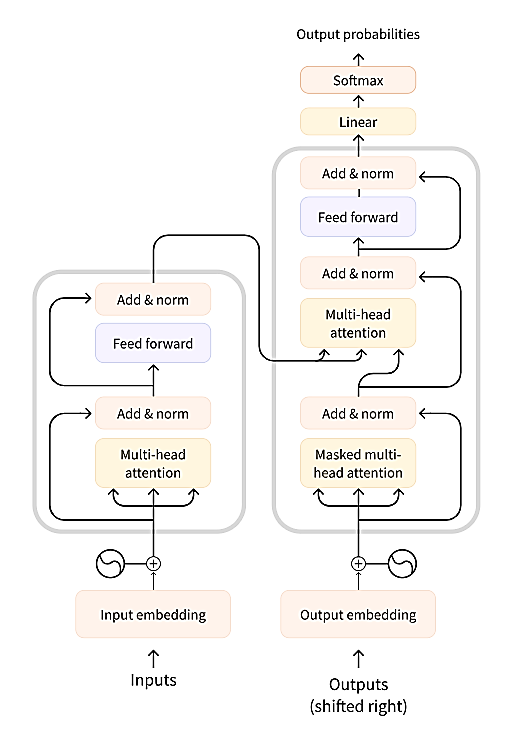 Output probabilities
Softmax
Linear
Add & norm
Feed forward
Add & norm
Multi-head
attention
Add & norm
Masked multi-
head attention
Add & norm
Feed forward
Add & norm
Multi-head
attention
Input embedding
Output embedding
Inputs
Outputs
(shifted right)